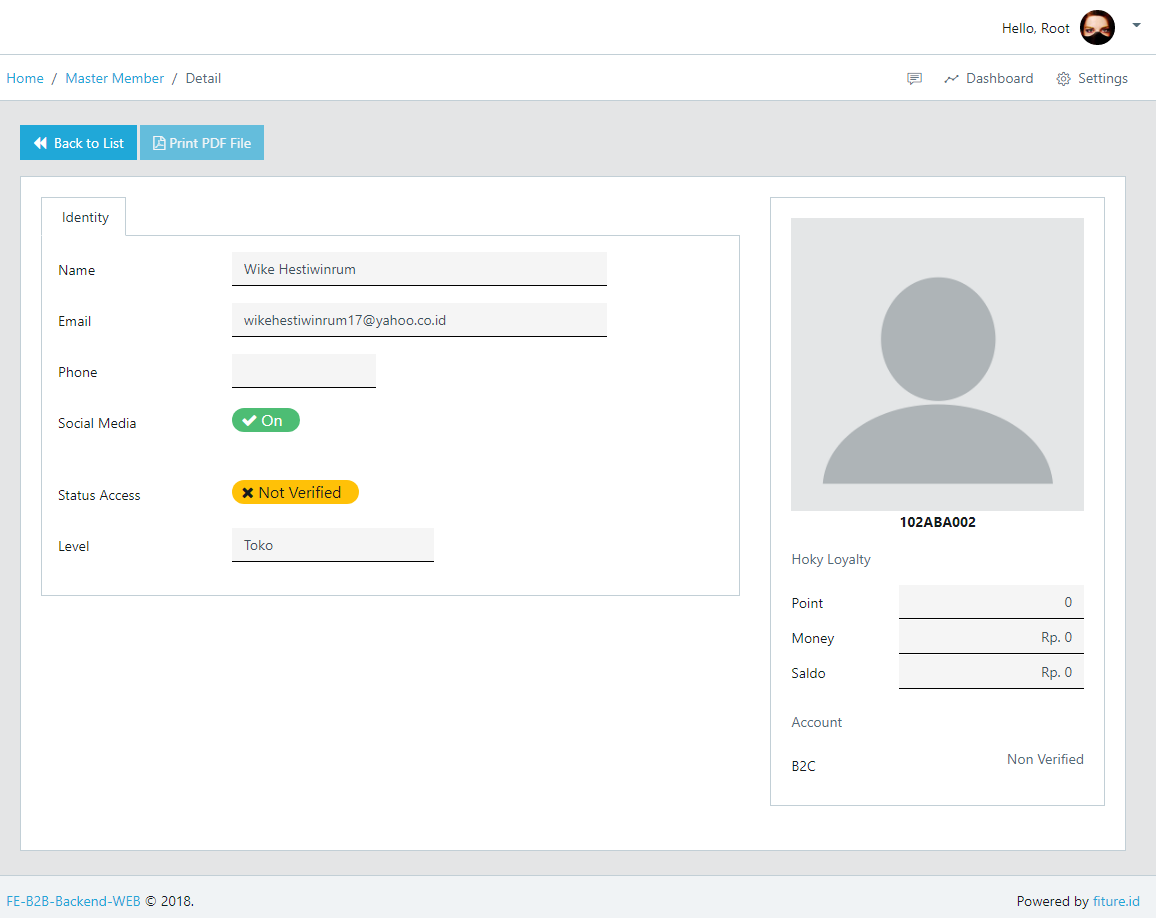 Hello, Root
Home / Master Member / Detail
Dashboard
Settings
Back to List
Print PDF File
Identity
Name
Wike Hestiwinrum
Email
wikehestiwinrum17@yahoo.co.id
Phone
Social Media
On
Status Access
Not Verified
Level
Toko
102ABA002
Hoky Loyalty
Point
0
Money
Rp. 0
Saldo
Rp. 0
Account
B2C
Non Verified
FE-B2B-Backend-WEB © 2018.
Powered by fiture.id